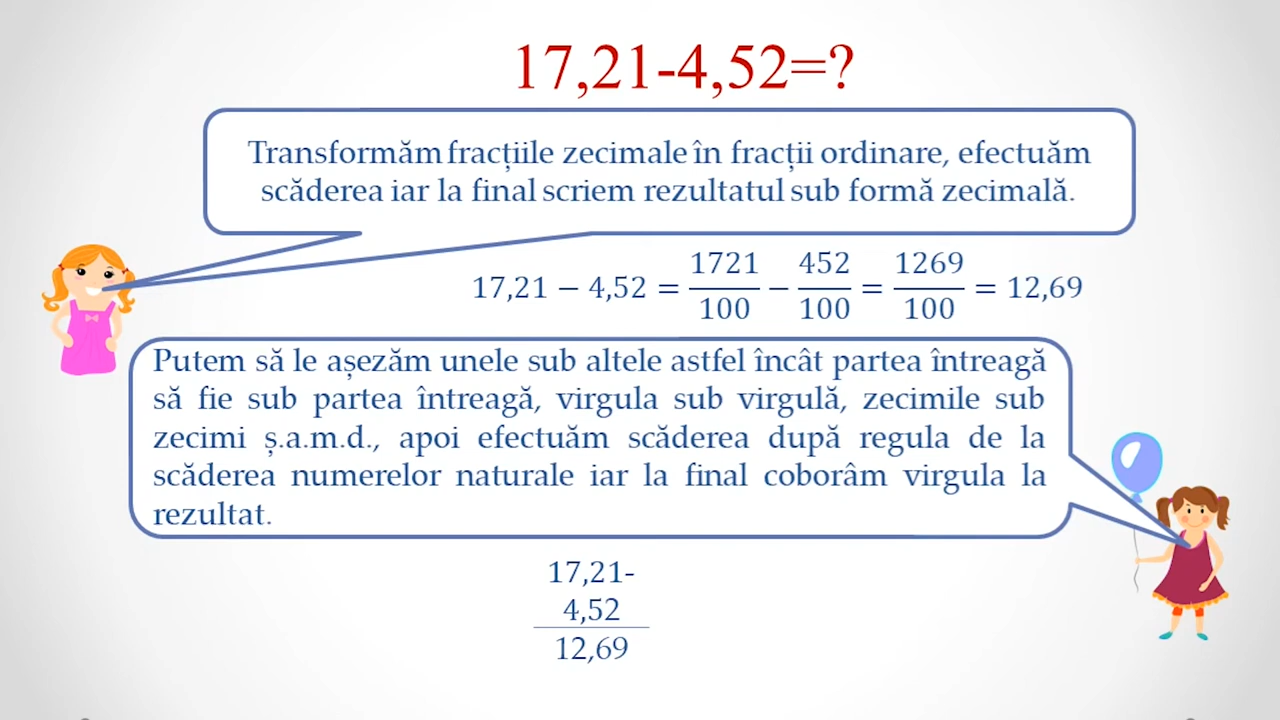 17,21-4,52=?
Transformăm fracțiile zecimale în fracții ordinare, efectuăm
scăderea iar la final scriem rezultatul sub formă zecimală.
17,21 − 4,52 = 1721/100 − 452/100 = 1269/100 = 12,69
Putem să le așezăm unele sub altele astfel încât partea întreagă
să fie sub partea întreagă, virgula sub virgulă, zecimile sub
zecimi ș.a.m.d., apoi efectuăm scăderea după regula de la
scăderea numerelor naturale iar la final coborâm virgula la
rezultat.
17,21-
4,52
12,69